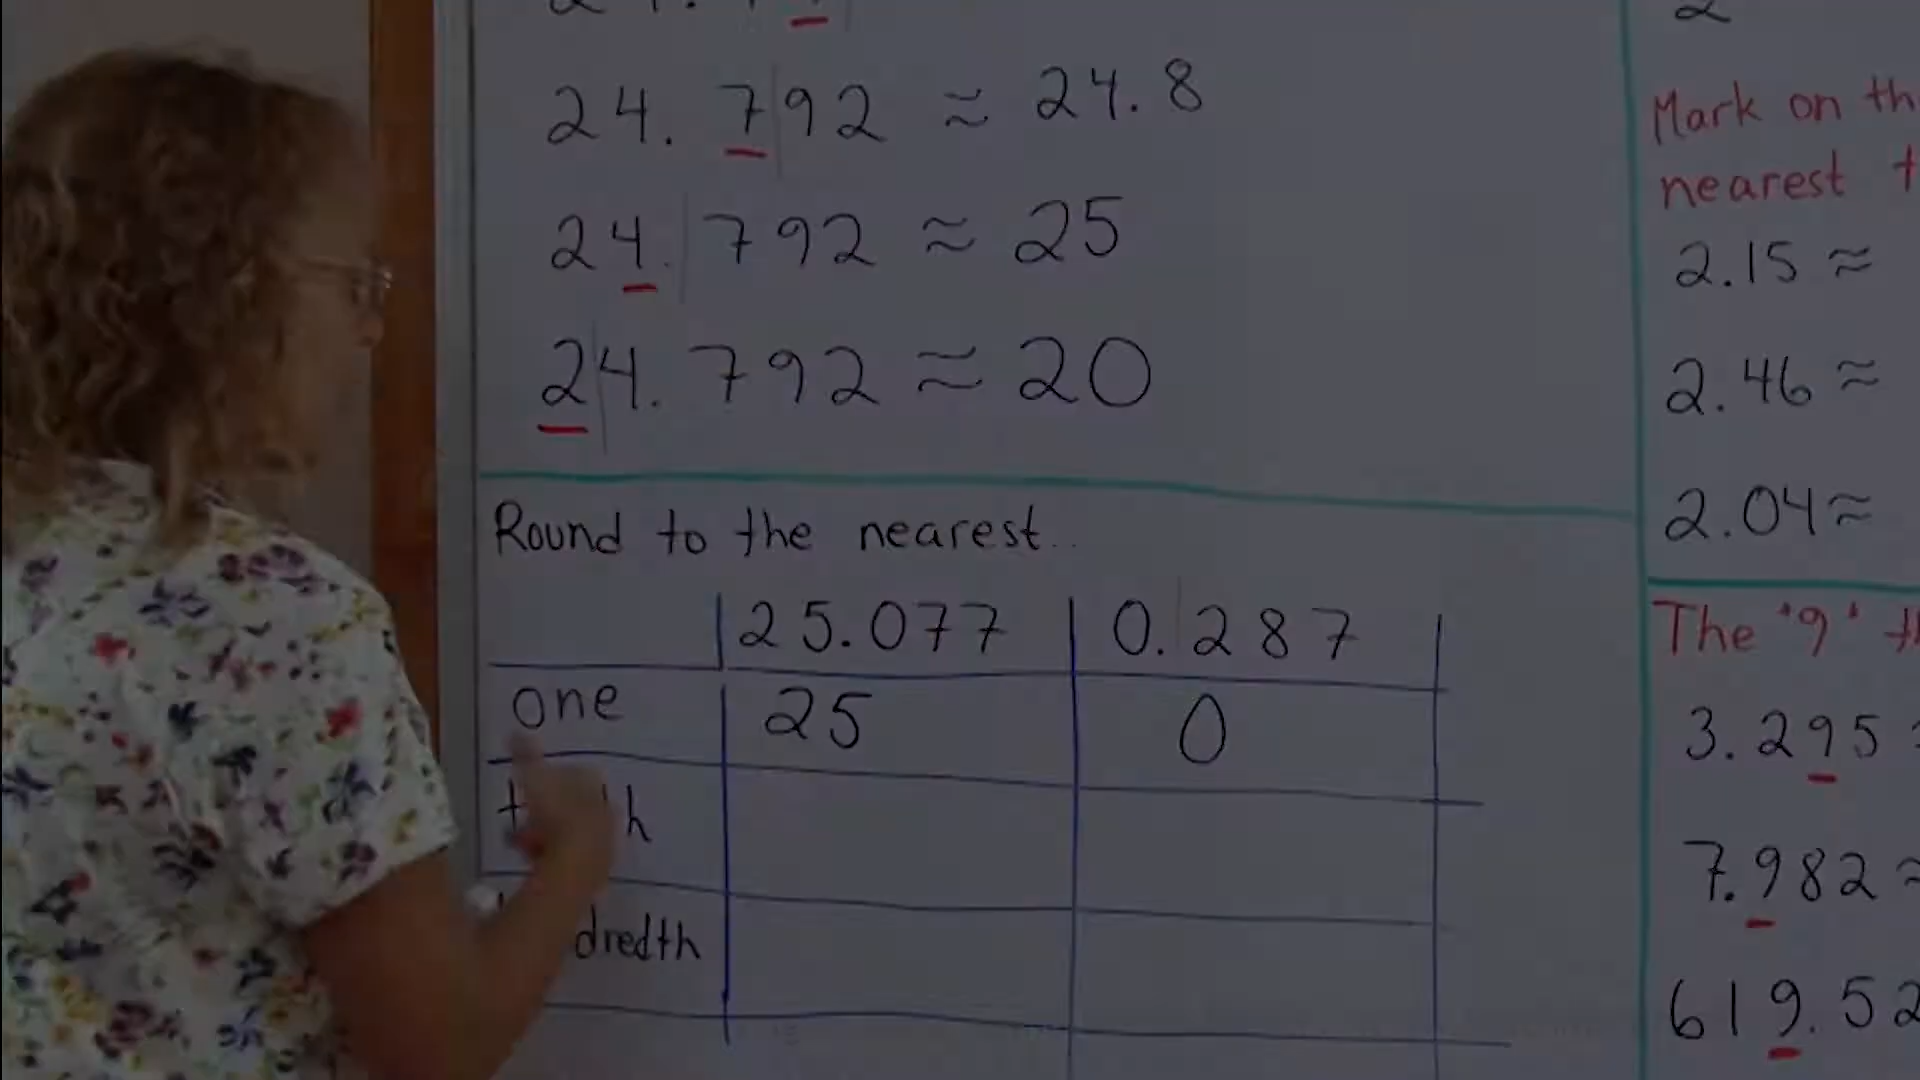 24.792 ≈ 24.8
24.792 ≈ 25
24.792 ≈ 20
Round to the nearest..
25.077 0.287
one 25 0
dredth
2
Mark on th
nearest t
2.15 ≈
2.46 ≈
2.04 ≈
The '9' th
3.295
7.982 ≈
619.52